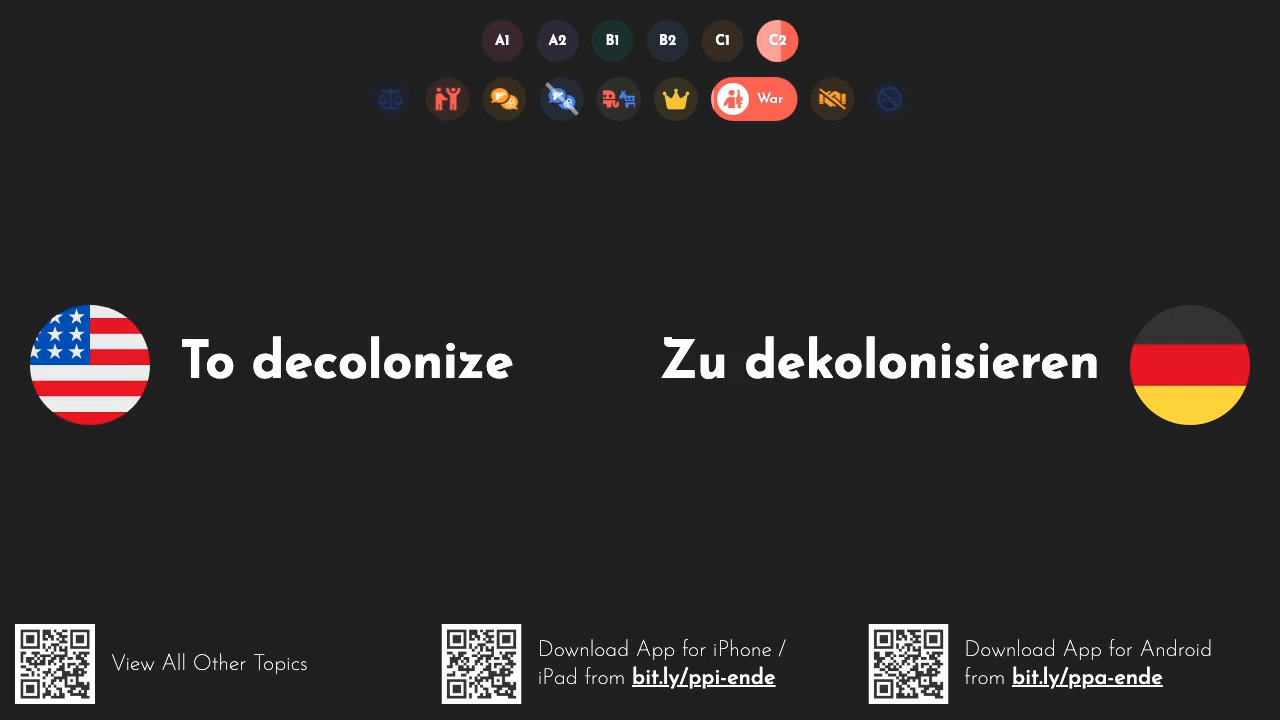 A1 A2 B1 B2 C1 C2
War
To decolonize
Zu dekolonisieren
View All Other Topics
Download App for iPhone /
iPad from bit.ly/ppi-ende
Download App for Android
from bit.ly/ppa-ende